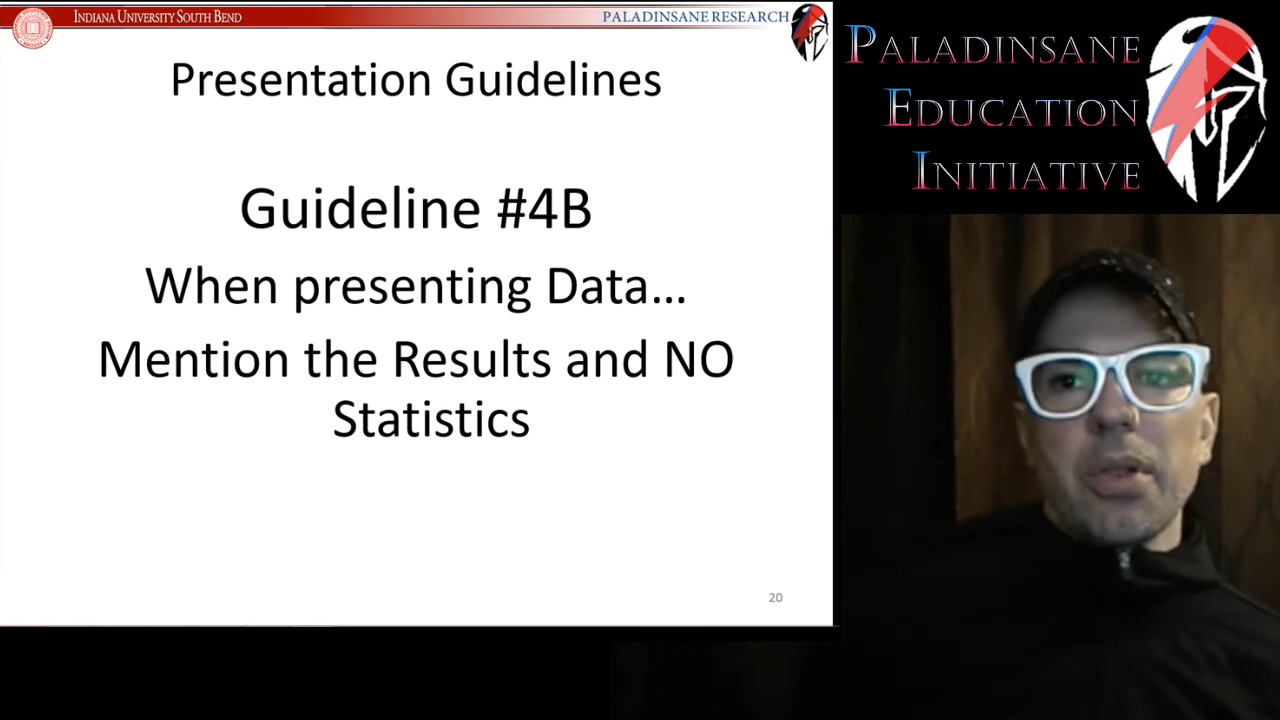 INDIANA UNIVERSITY SOUTH BEND
PALADINSANE RESEARCH
Presentation Guidelines
Guideline #4B
When presenting Data...
Mention the Results and NO
Statistics
20
PALADINSANE
EDUCATION
INITIATIVE